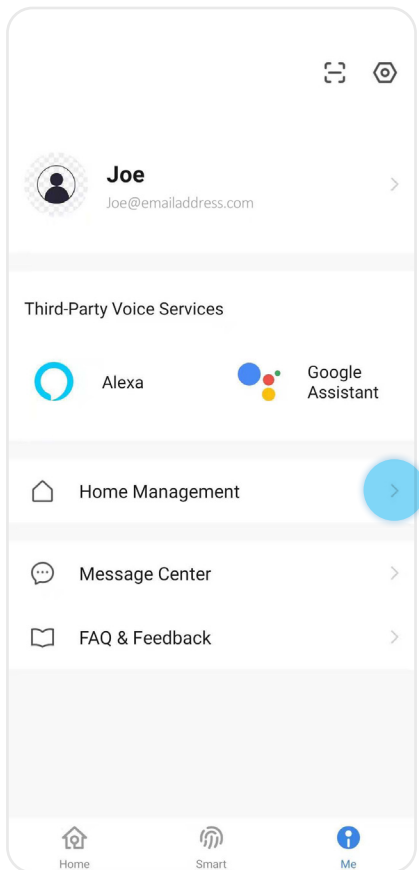 Joe
Joe@emailaddress.com
Third-Party Voice Services
Alexa
Google
Assistant
Home Management
Message Center
FAQ & Feedback
Home
Smart
Me